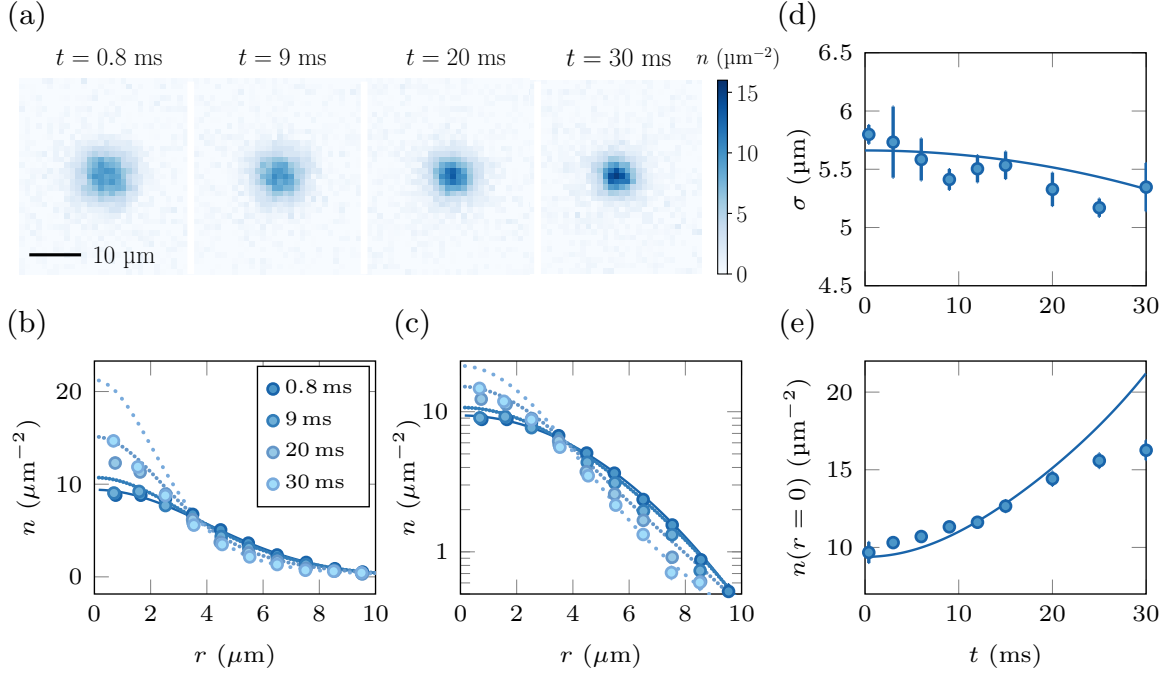 (a)
t = 0.8 ms
t = 9 ms
t = 20 ms
t = 30 ms
n (µm⁻²)
15
10
5
0
10 µm
(d)
6.5
6
5.5
5
4.5
σ (µm)
0
10
20
30
(b)
20
10
0
n (µm⁻²)
0.8 ms
9 ms
20 ms
30 ms
0
2
4
6
8
10
r (µm)
(c)
10
1
n (µm⁻²)
0
2
4
6
8
10
r (µm)
(e)
20
15
10
n(r = 0) (µm⁻²)
0
10
20
30
t (ms)